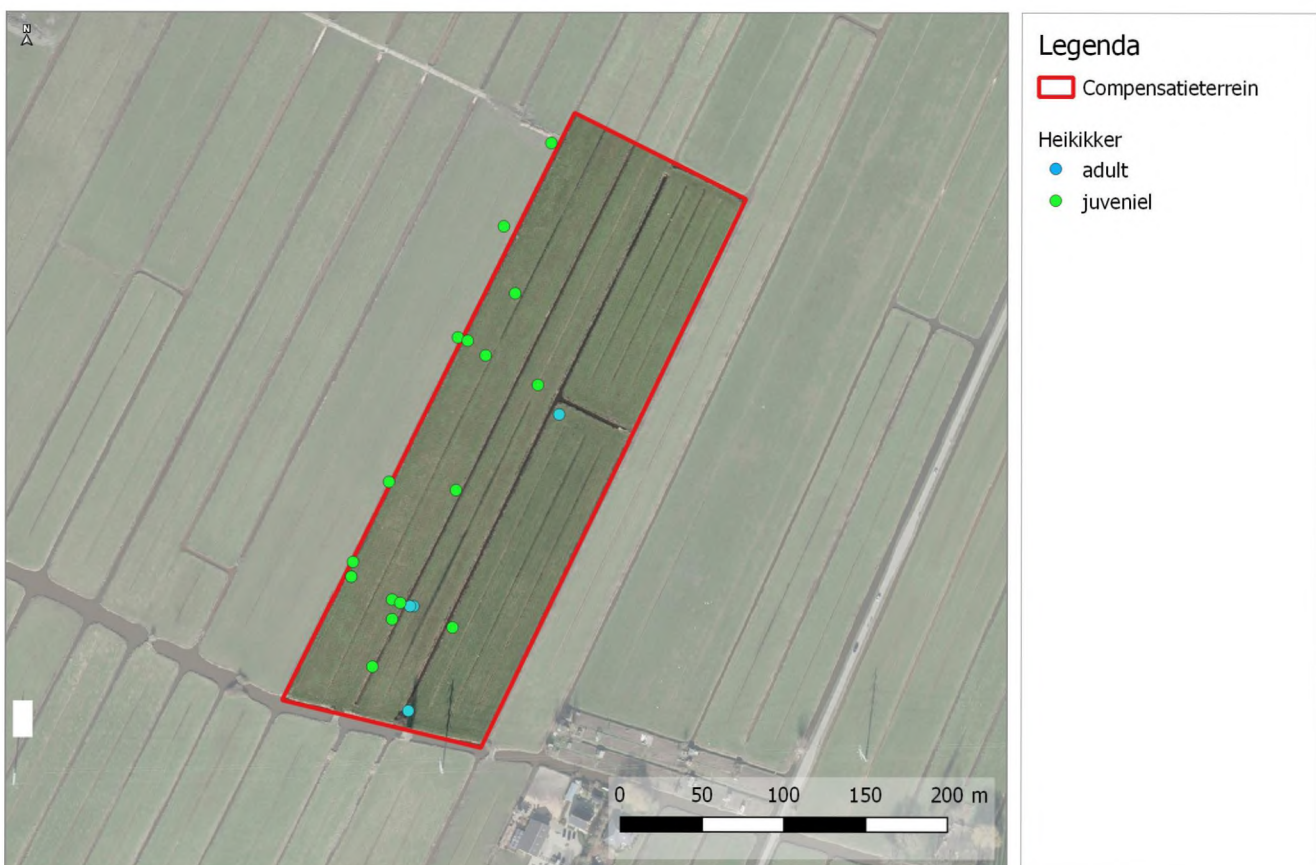 N
Legenda
Compensatieterrein
Heikikker
adult
juveniel
0 50 100 150 200 m